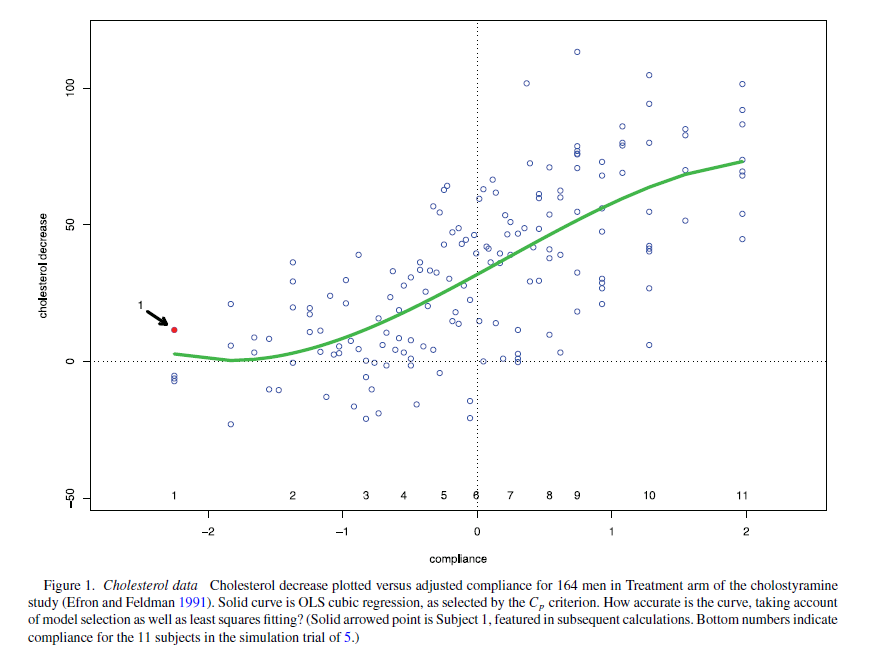 100
50
0
−50
cholesterol decrease
1
1 2 3 4 5 6 7 8 9 10 11
−2 −1 0 1 2
compliance
Figure 1. Cholesterol data Cholesterol decrease plotted versus adjusted compliance for 164 men in Treatment arm of the cholostyramine
study (Efron and Feldman 1991). Solid curve is OLS cubic regression, as selected by the Cp criterion. How accurate is the curve, taking account
of model selection as well as least squares fitting? (Solid arrowed point is Subject 1, featured in subsequent calculations. Bottom numbers indicate
compliance for the 11 subjects in the simulation trial of 5.)